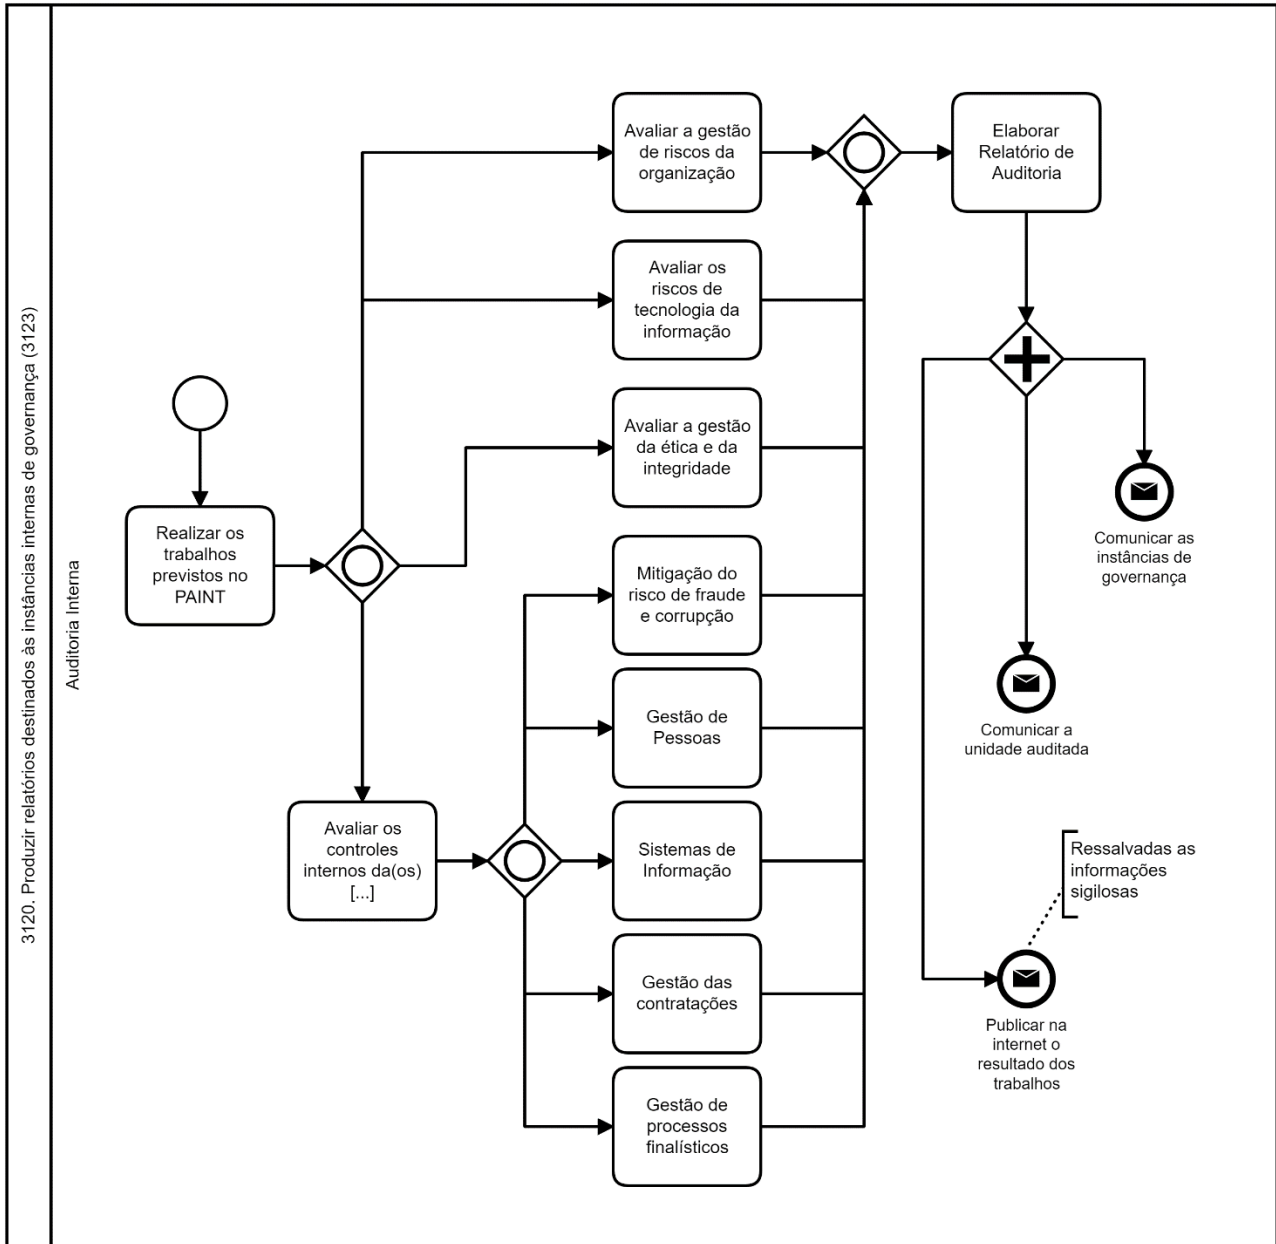 3120. Produzir relatórios destinados às instâncias internas de governança (3123)
Auditoria Interna
Realizar os
trabalhos
previstos no
PAINT
Avaliar a gestão
de riscos da
organização
Avaliar os
riscos de
tecnologia da
informação
Avaliar a gestão
da ética e da
integridade
Avaliar os
controles
internos da(os)
[...]
Mitigação do
risco de fraude
e corrupção
Gestão de
Pessoas
Sistemas de
Informação
Gestão das
contratações
Gestão de
processos
finalísticos
Elaborar
Relatório de
Auditoria
Comunicar as
instâncias de
governança
Comunicar a
unidade auditada
Ressalvadas as
informações
sigilosas
Publicar na
internet o
resultado dos
trabalhos